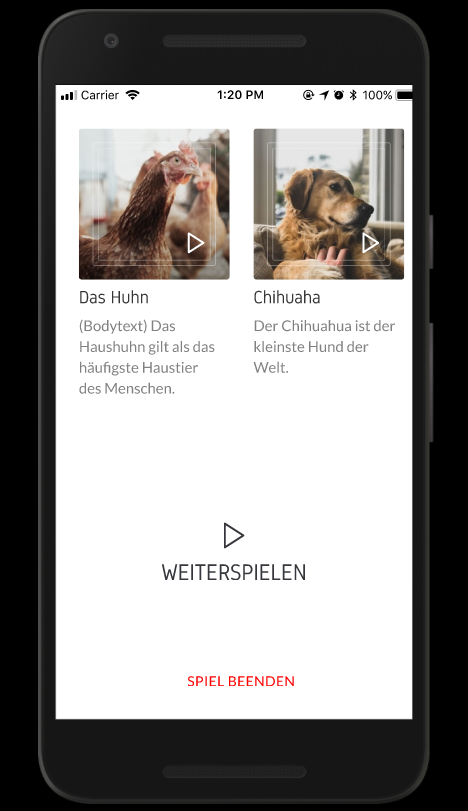 Carrier 1:20 PM 100%
Das Huhn
(Bodytext) Das
Haushuhn gilt als das
häufigste Haustier
des Menschen.
Chihuaha
Der Chihuahua ist der
kleinste Hund der
Welt.
WEITERSPIELEN
SPIEL BEENDEN